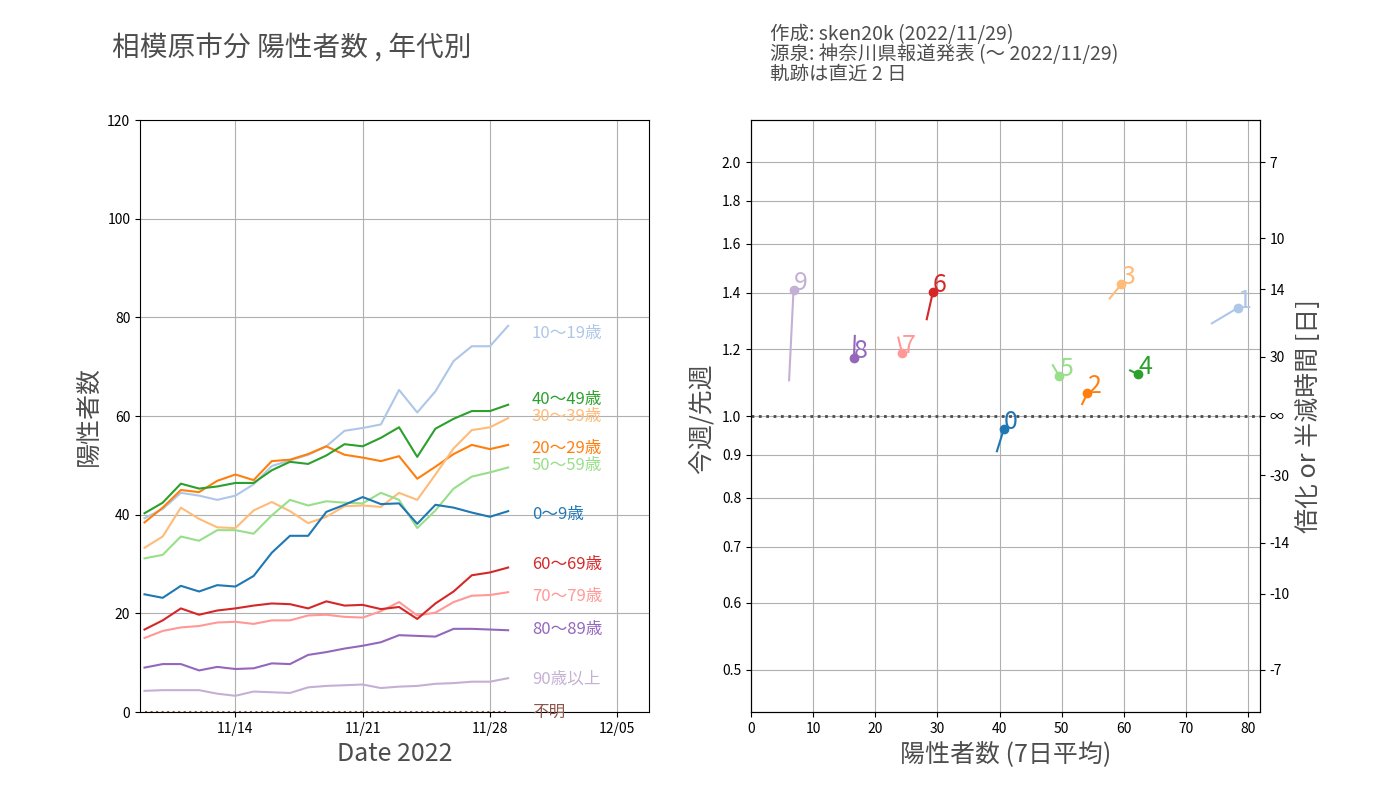 相模原市分 陽性者数 , 年代別
作成: sken20k (2022/11/29)
源泉: 神奈川県報道発表 (〜 2022/11/29)
軌跡は直近 2 日
陽性者数
120
100
80
60
40
20
0
10〜19歳
40〜49歳
30〜39歳
20〜29歳
50〜59歳
0〜9歳
60〜69歳
70〜79歳
80〜89歳
90歳以上
不明
11/14
11/21
11/28
12/05
Date 2022
今週/先週
2.0
1.8
1.6
1.4
1.2
1.0
0.9
0.8
0.7
0.6
0.5
9
6
3
1
8
7
5
4
2
0
7
10
14
30
∞
-30
-14
-10
-7
倍化 or 半減時間 [日]
0
10
20
30
40
50
60
70
80
陽性者数 (7日平均)